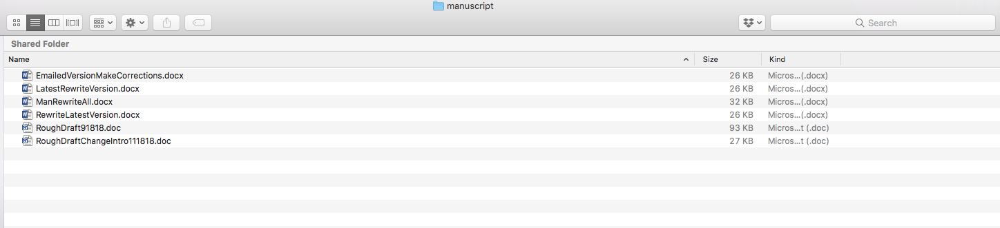 manuscript
Search
Shared Folder
Name Size Kind
EmailedVersionMakeCorrections.docx 26 KB Micros...(.docx)
LatestRewriteVersion.docx 26 KB Micros...(.docx)
ManRewriteAll.docx 32 KB Micros...(.docx)
RewriteLatestVersion.docx 26 KB Micros...(.docx)
RoughDraft91818.doc 93 KB Micros...t (.doc)
RoughDraftChangeIntro111818.doc 27 KB Micros...t (.doc)